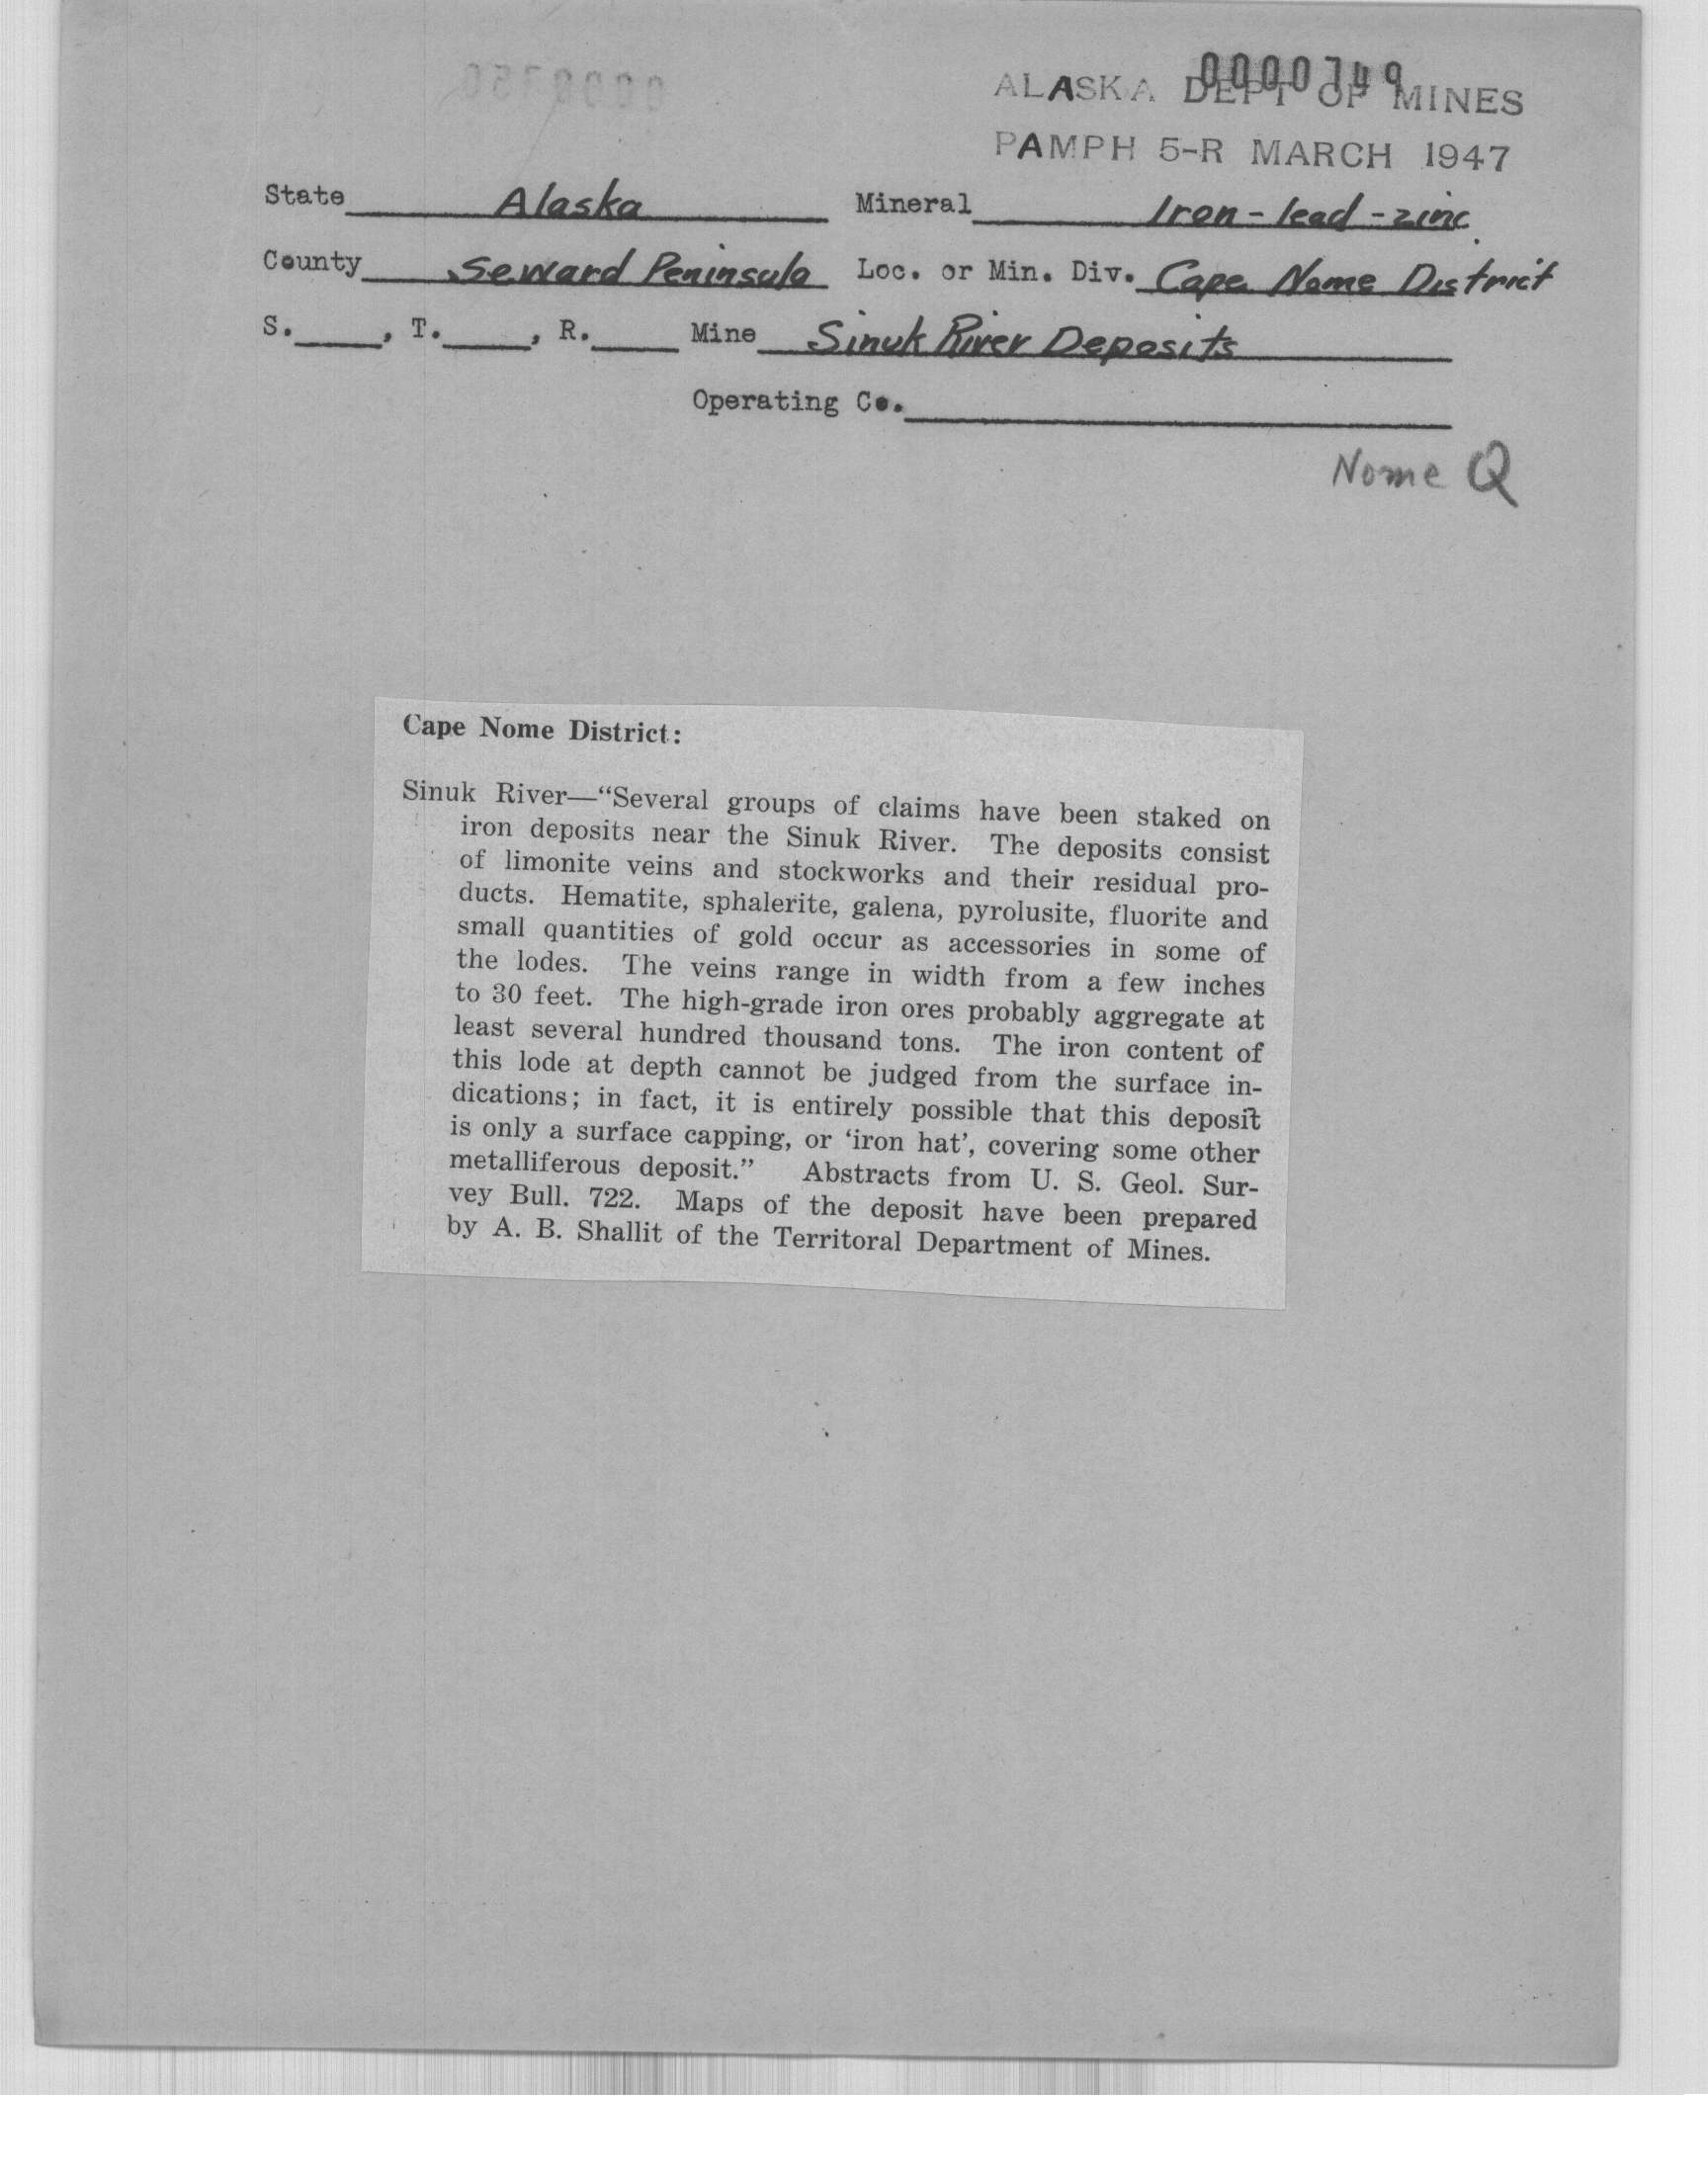 0000749
ALASKA DEPT OF MINES
PAMPH 5-R MARCH 1947
State Alaska Mineral Iron-lead-zinc
County Seward Peninsula Loc. or Min. Div. Cape Nome District
S. , T. , R. Mine Sinuk River Deposits
Operating Co.
Nome Q
Cape Nome District:
Sinuk River—“Several groups of claims have been staked on
iron deposits near the Sinuk River. The deposits consist
of limonite veins and stockworks and their residual pro-
ducts. Hematite, sphalerite, galena, pyrolusite, fluorite and
small quantities of gold occur as accessories in some of
the lodes. The veins range in width from a few inches
to 30 feet. The high-grade iron ores probably aggregate at
least several hundred thousand tons. The iron content of
this lode at depth cannot be judged from the surface in-
dications; in fact, it is entirely possible that this deposit
is only a surface capping, or ‘iron hat’, covering some other
metalliferous deposit.” Abstracts from U. S. Geol. Sur-
vey Bull. 722. Maps of the deposit have been prepared
by A. B. Shallit of the Territoral Department of Mines.